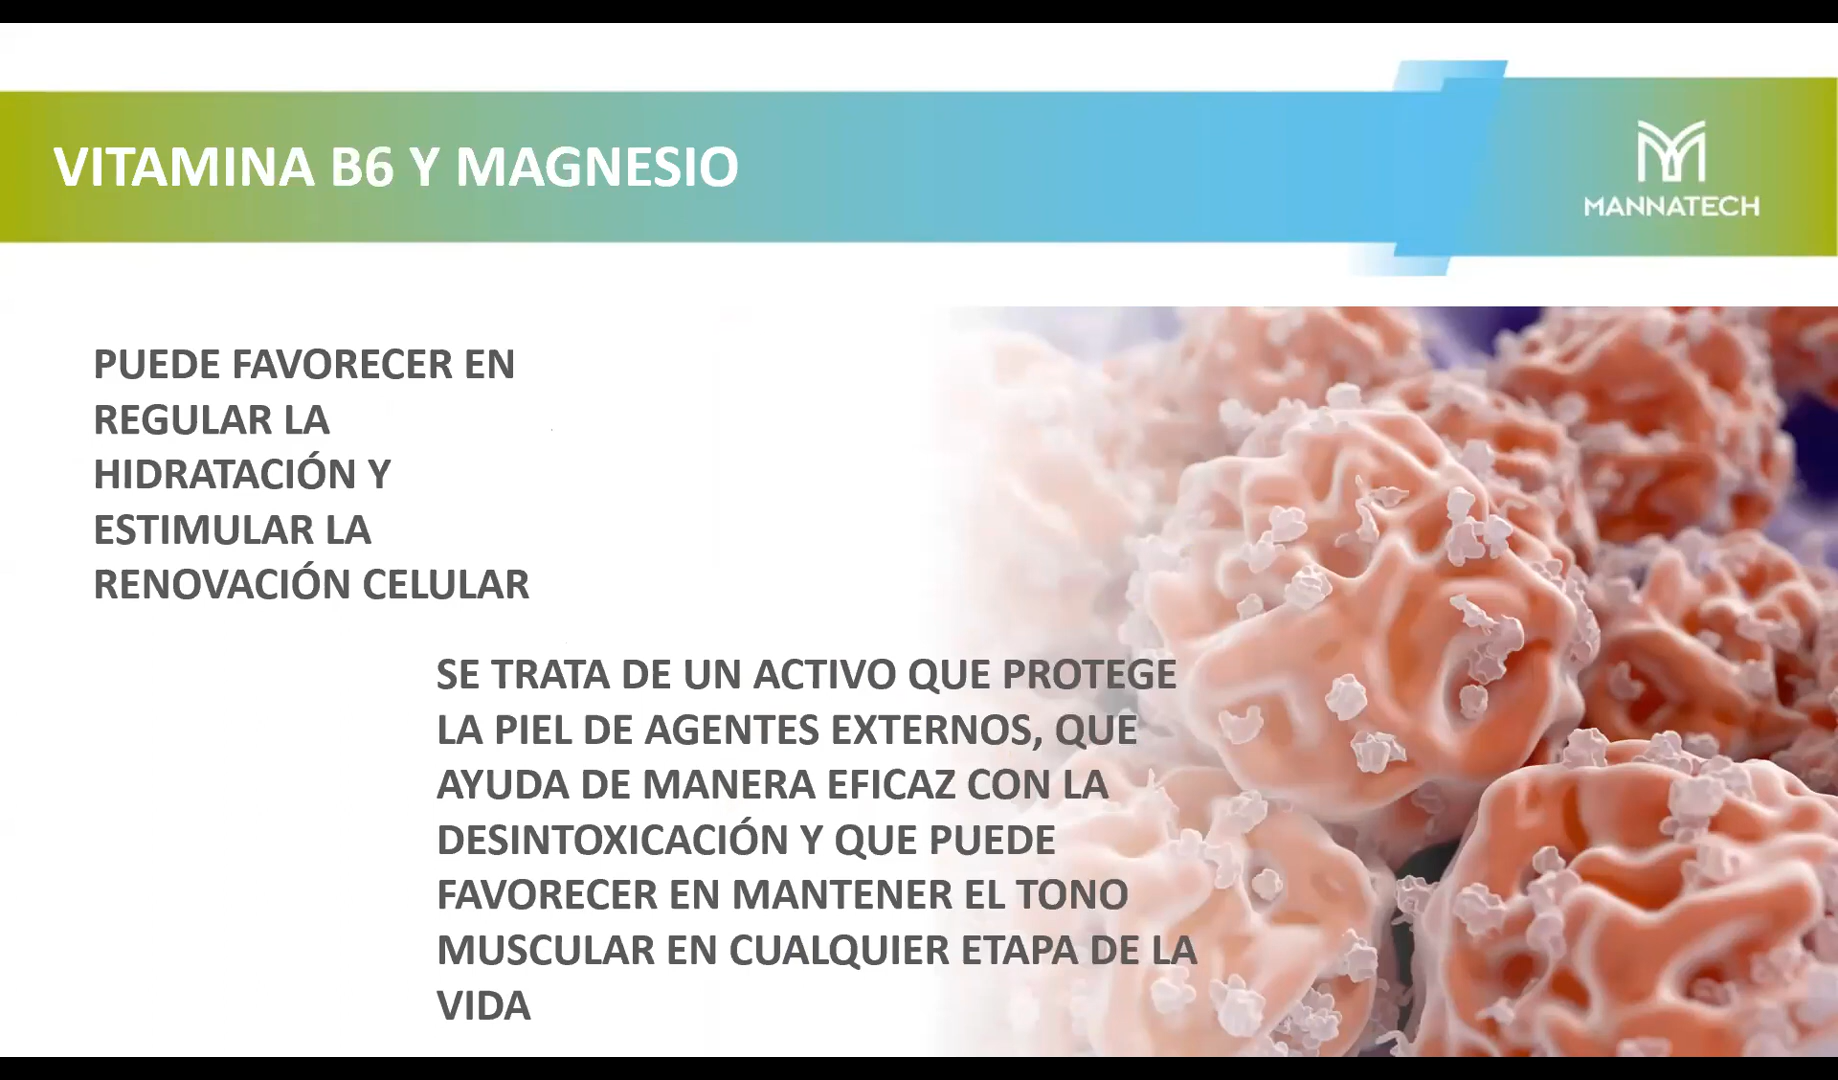 VITAMINA B6 Y MAGNESIO
MANNATECH
PUEDE FAVORECER EN
REGULAR LA
HIDRATACIÓN Y
ESTIMULAR LA
RENOVACIÓN CELULAR
SE TRATA DE UN ACTIVO QUE PROTEGE
LA PIEL DE AGENTES EXTERNOS, QUE
AYUDA DE MANERA EFICAZ CON LA
DESINTOXICACIÓN Y QUE PUEDE
FAVORECER EN MANTENER EL TONO
MUSCULAR EN CUALQUIER ETAPA DE LA
VIDA